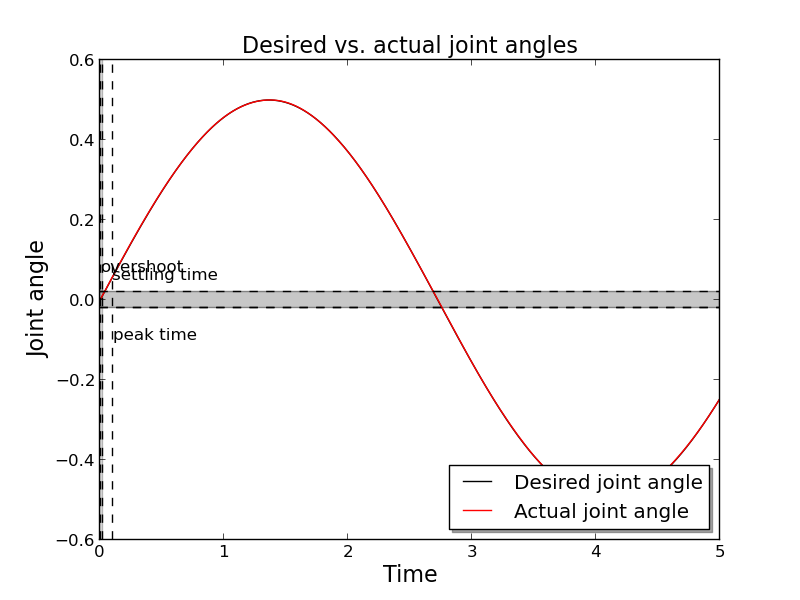 Desired vs. actual joint angles
0.6
0.4
0.2
0.0
−0.2
−0.4
−0.6
Joint angle
overshoot
settling time
peak time
Desired joint angle
Actual joint angle
0 1 2 3 4 5
Time